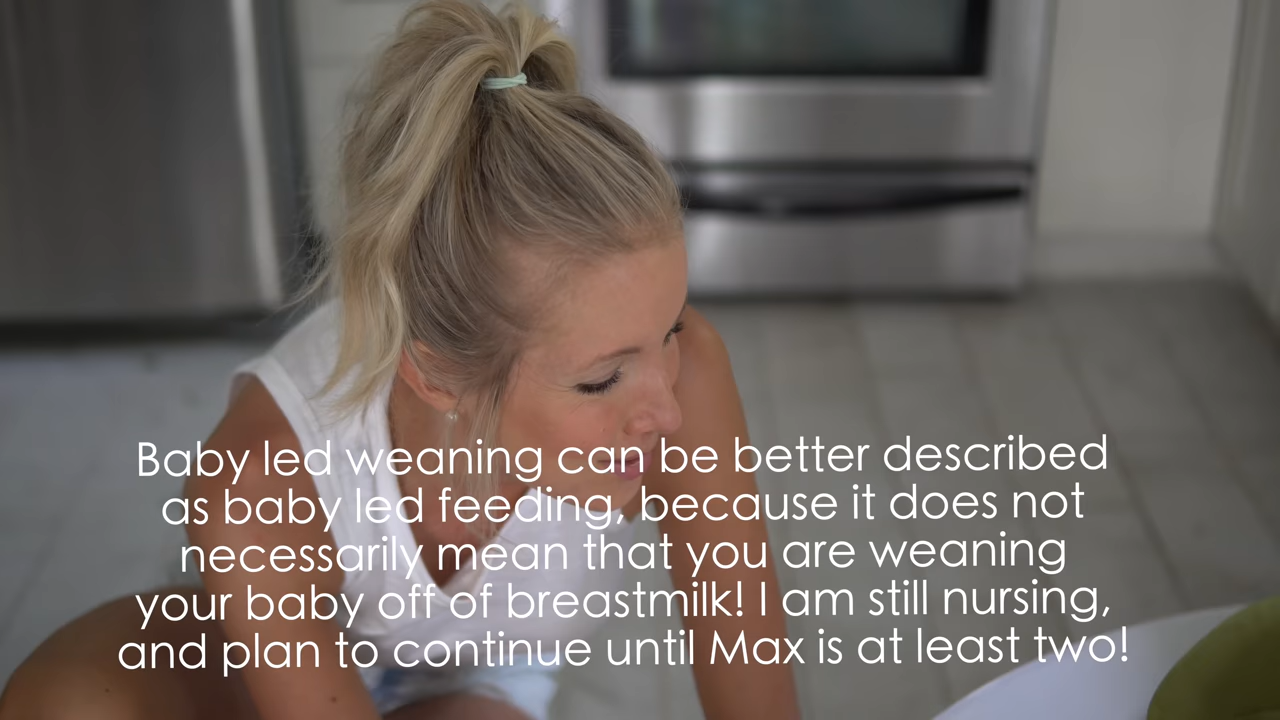 Baby led weaning can be better described
as baby led feeding, because it does not
necessarily mean that you are weaning
your baby off of breastmilk! I am still nursing,
and plan to continue until Max is at least two!